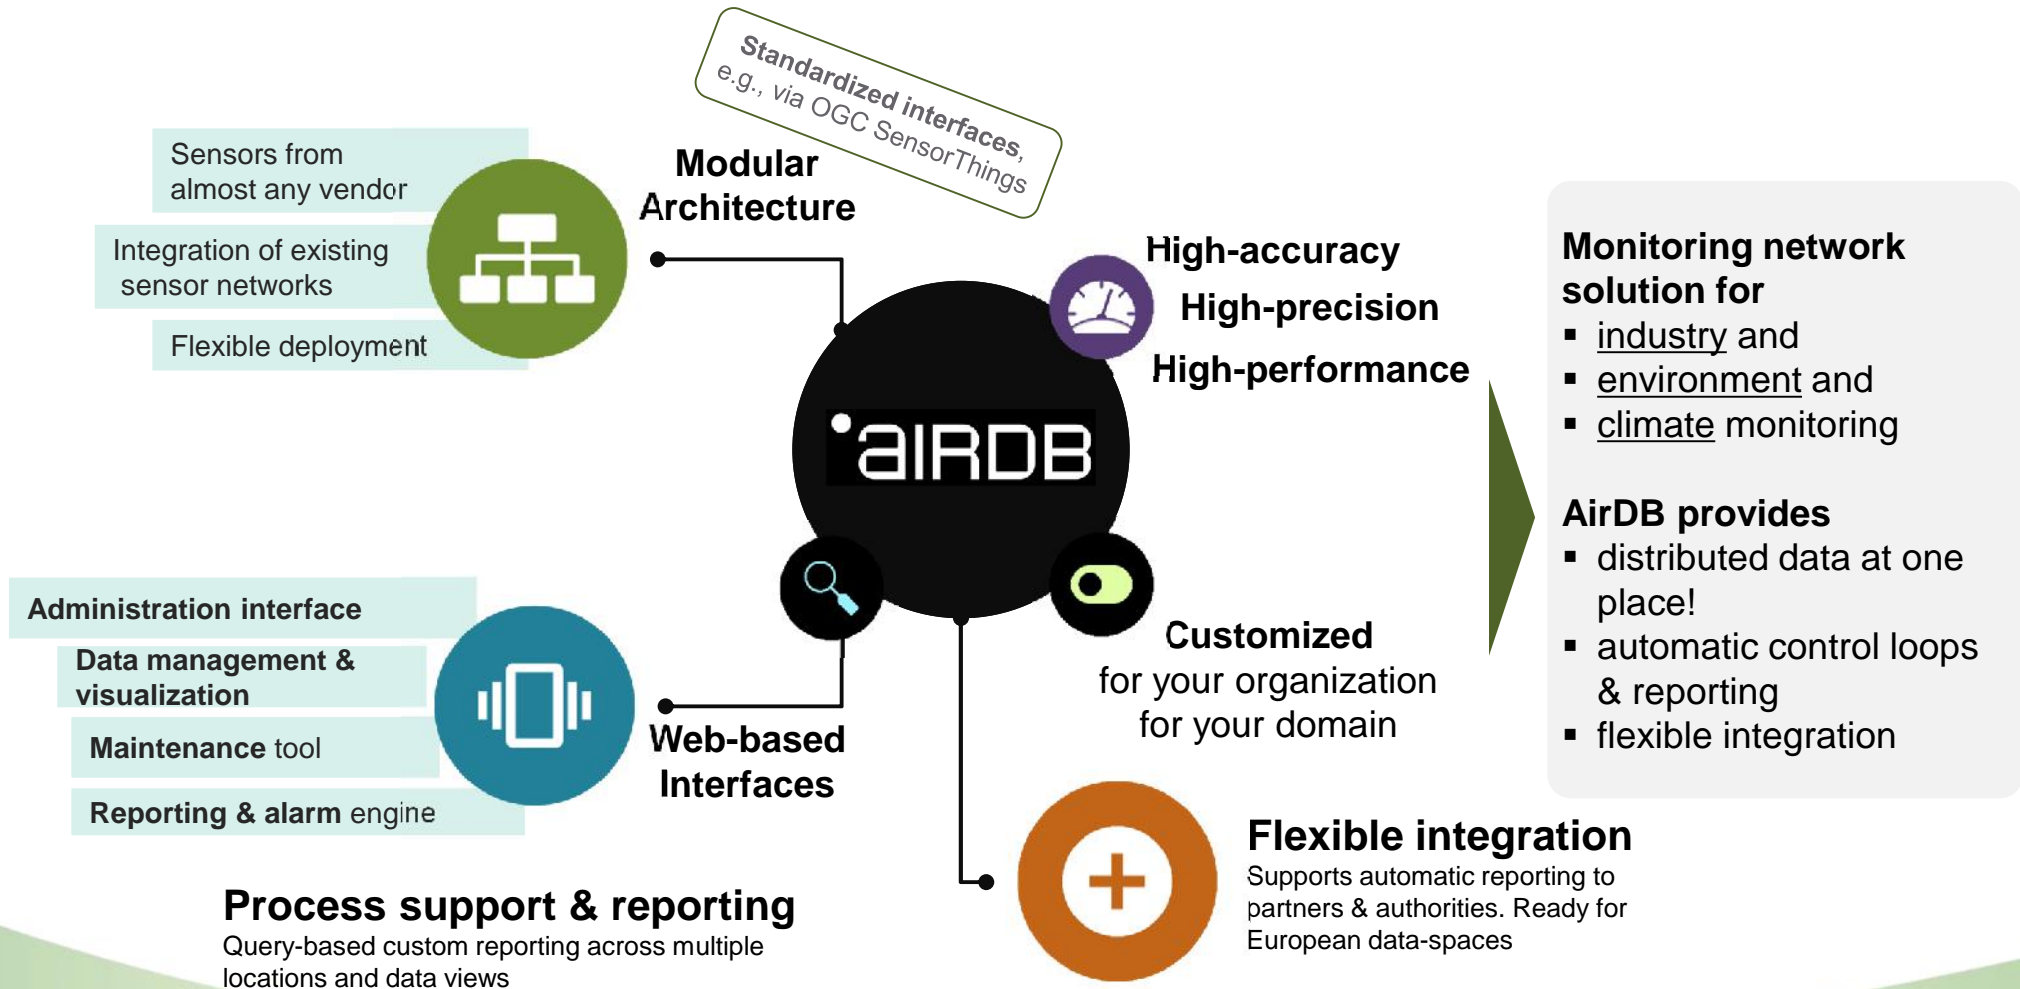 Standardized interfaces,
e.g., via OGC SensorThings
Sensors from
almost any vendor
Integration of existing
sensor networks
Flexible deployment
Modular
Architecture
High-accuracy
High-precision
High-performance
aIRDB
Administration interface
Data management &
visualization
Maintenance tool
Reporting & alarm engine
Web-based
Interfaces
Customized
for your organization
for your domain
Process support & reporting
Query-based custom reporting across multiple
locations and data views
Flexible integration
Supports automatic reporting to
partners & authorities. Ready for
European data-spaces
Monitoring network
solution for
▪ industry and
▪ environment and
▪ climate monitoring
AirDB provides
▪ distributed data at one
place!
▪ automatic control loops
& reporting
▪ flexible integration